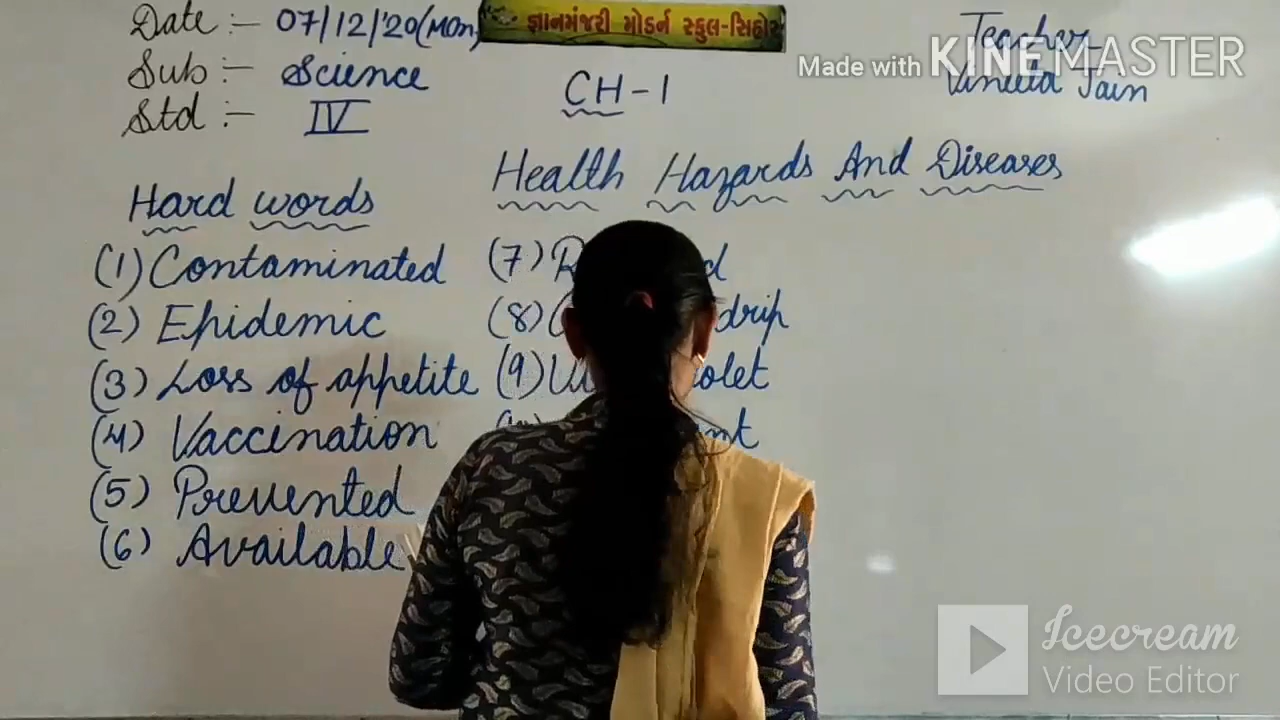 Date :- 07/12/'20(Mon)
જ્ઞાનમંજરી મોડર્ન સ્કુલ-સિહોર
Teacher
Made with KINEMASTER
Sub :- Science
CH-1
Vineeta Jain
Std :- IV
Health Hazards And Diseases
Hard words
(1) Contaminated
(2) Epidemic
(3) Loss of appetite
(4) Vaccination
(5) Prevented
(6) Available
(7)
(8) drip
(9)
Icecream
Video Editor